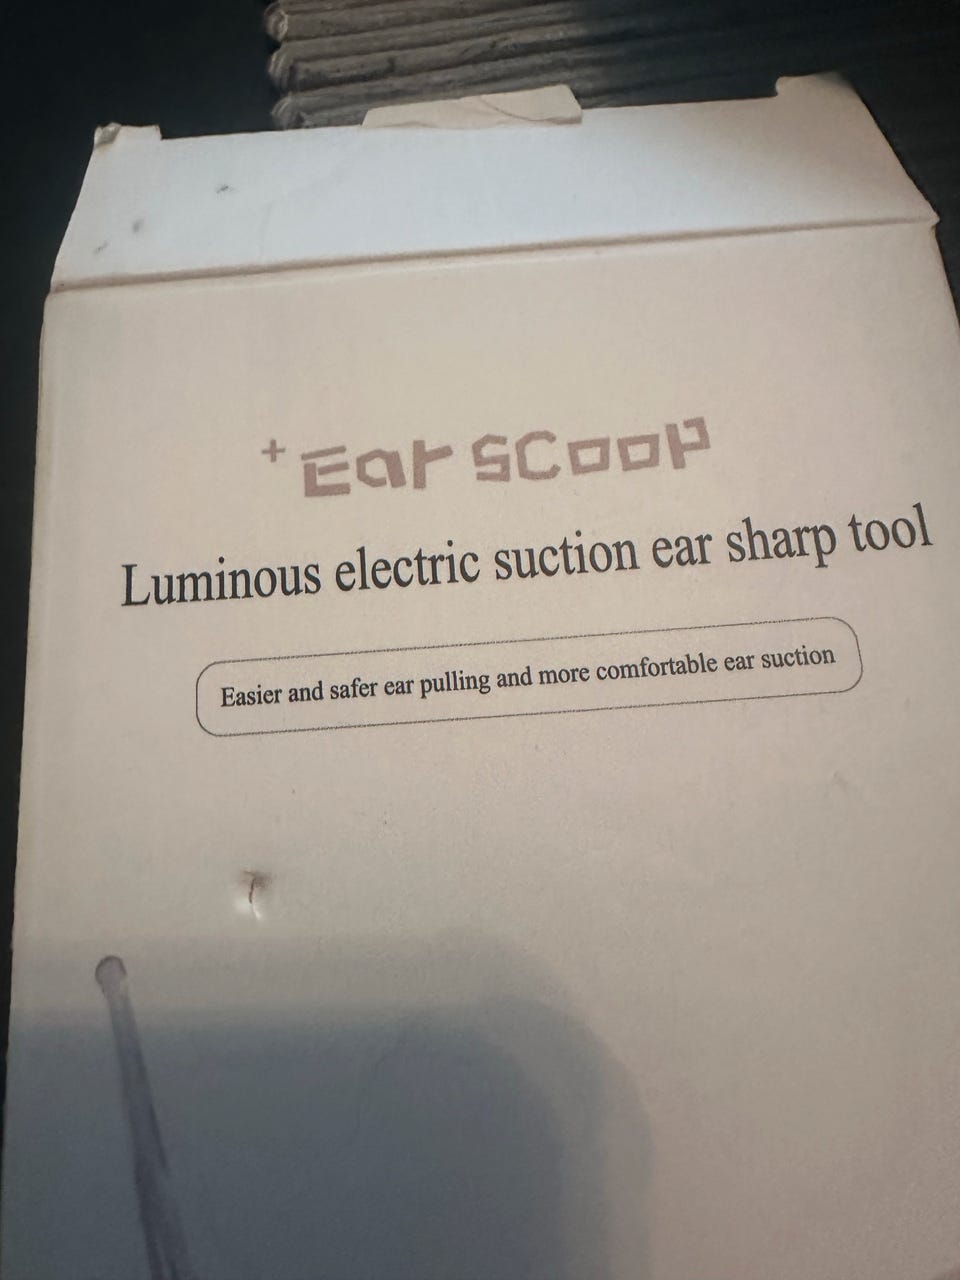 + Ear scoop
Luminous electric suction ear sharp tool
Easier and safer ear pulling and more comfortable ear suction